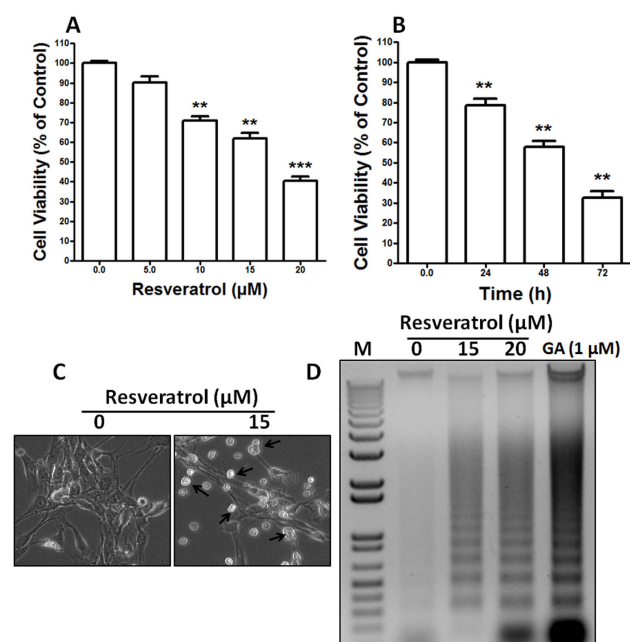 A
Cell Viability (% of Control)
110
100
90
80
70
60
50
40
30
20
10
0
**
**
***
0.0 5.0 10 15 20
Resveratrol (μM)
B
Cell Viability (% of Control)
110
100
90
80
70
60
50
40
30
20
10
0
**
**
**
0.0 24 48 72
Time (h)
C
Resveratrol (μM)
0 15
D
Resveratrol (μM)
M 0 15 20 GA (1 μM)